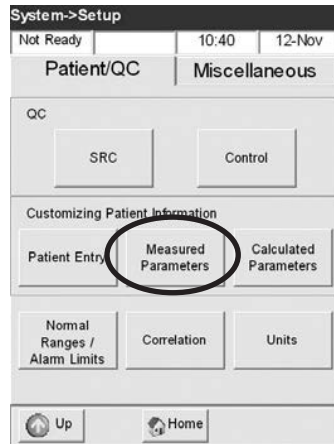 System->Setup
Not Ready 10:40 12-Nov
Patient/QC Miscellaneous
QC
SRC Control
Customizing Patient Information
Patient Entry Measured Parameters Calculated Parameters
Normal Ranges / Alarm Limits Correlation Units
Up Home